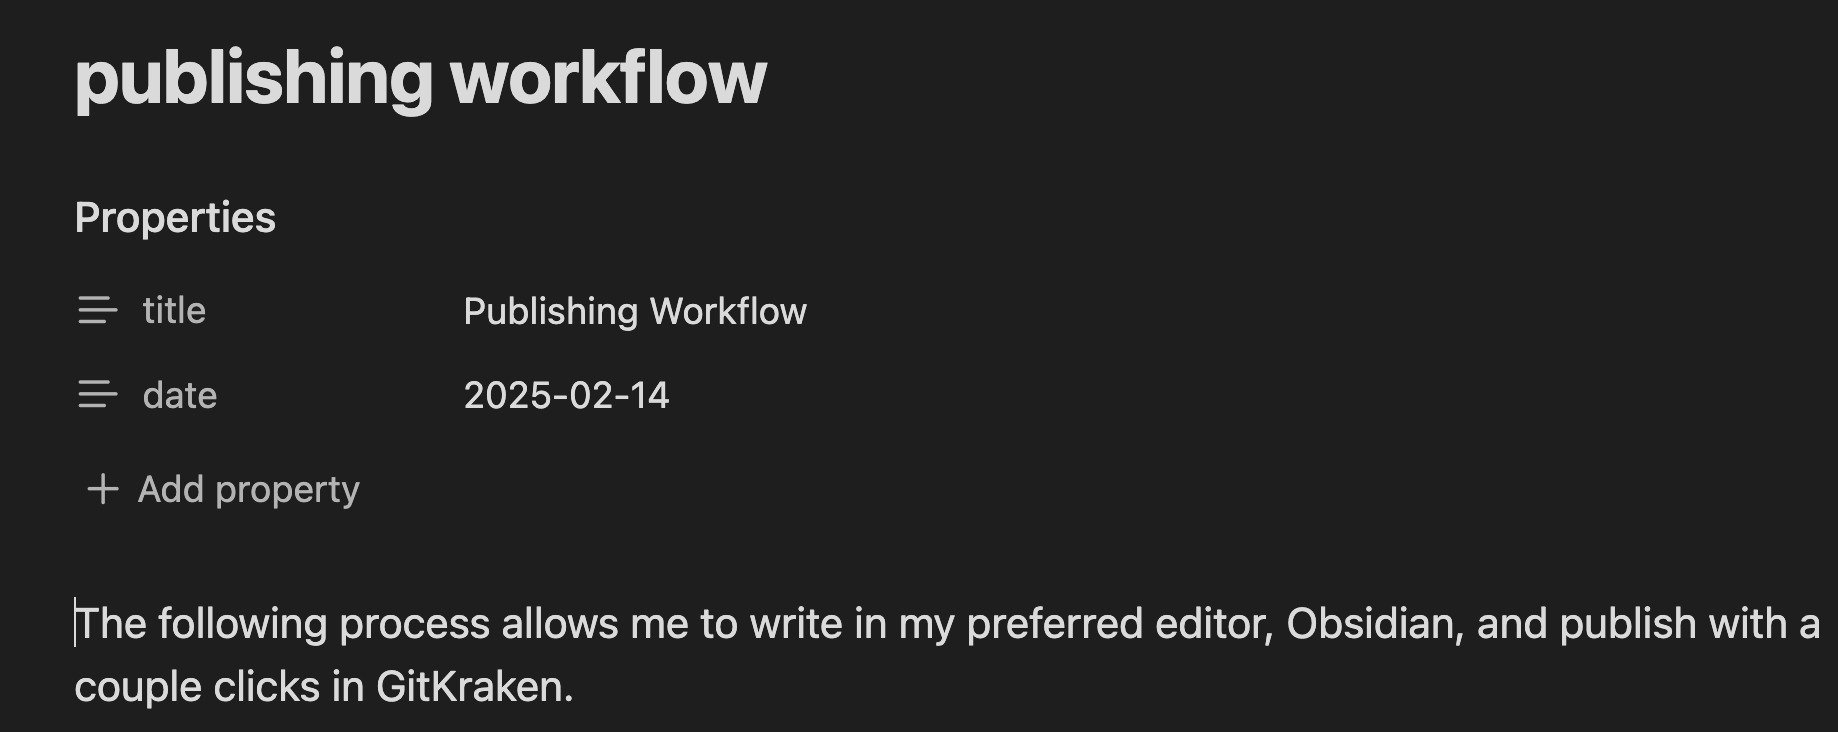 publishing workflow
Properties
title Publishing Workflow
date 2025-02-14
+ Add property
The following process allows me to write in my preferred editor, Obsidian, and publish with a
couple clicks in GitKraken.